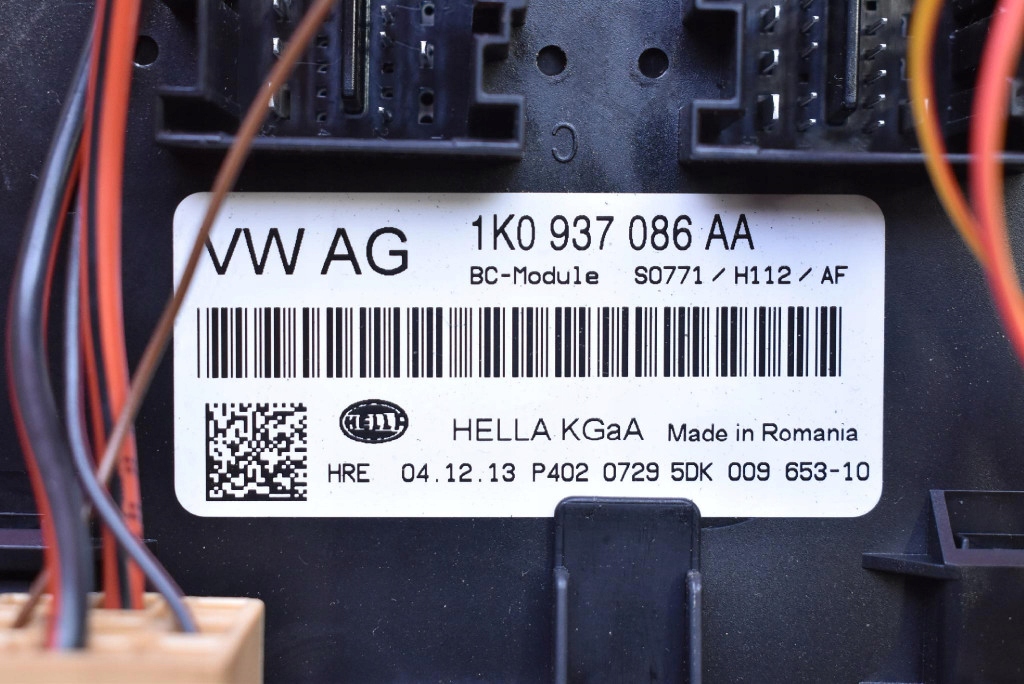 VW AG 1K0 937 086 AA
BC-Module S0771 / H112 / AF
HELLA HELLA KGaA Made in Romania
HRE 04.12.13 P402 0729 5DK 009 653-10
C